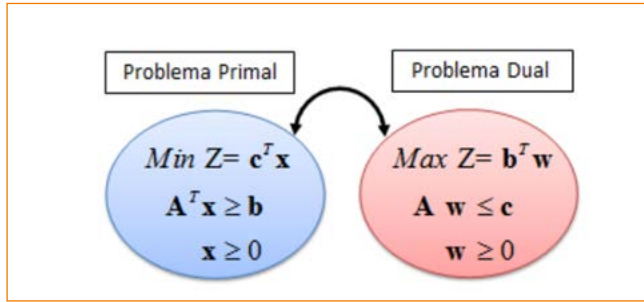 Problema Primal
Problema Dual
Min Z= cᵀx
Aᵀx ≥ b
x ≥ 0
Max Z= bᵀw
A w ≤ c
w ≥ 0